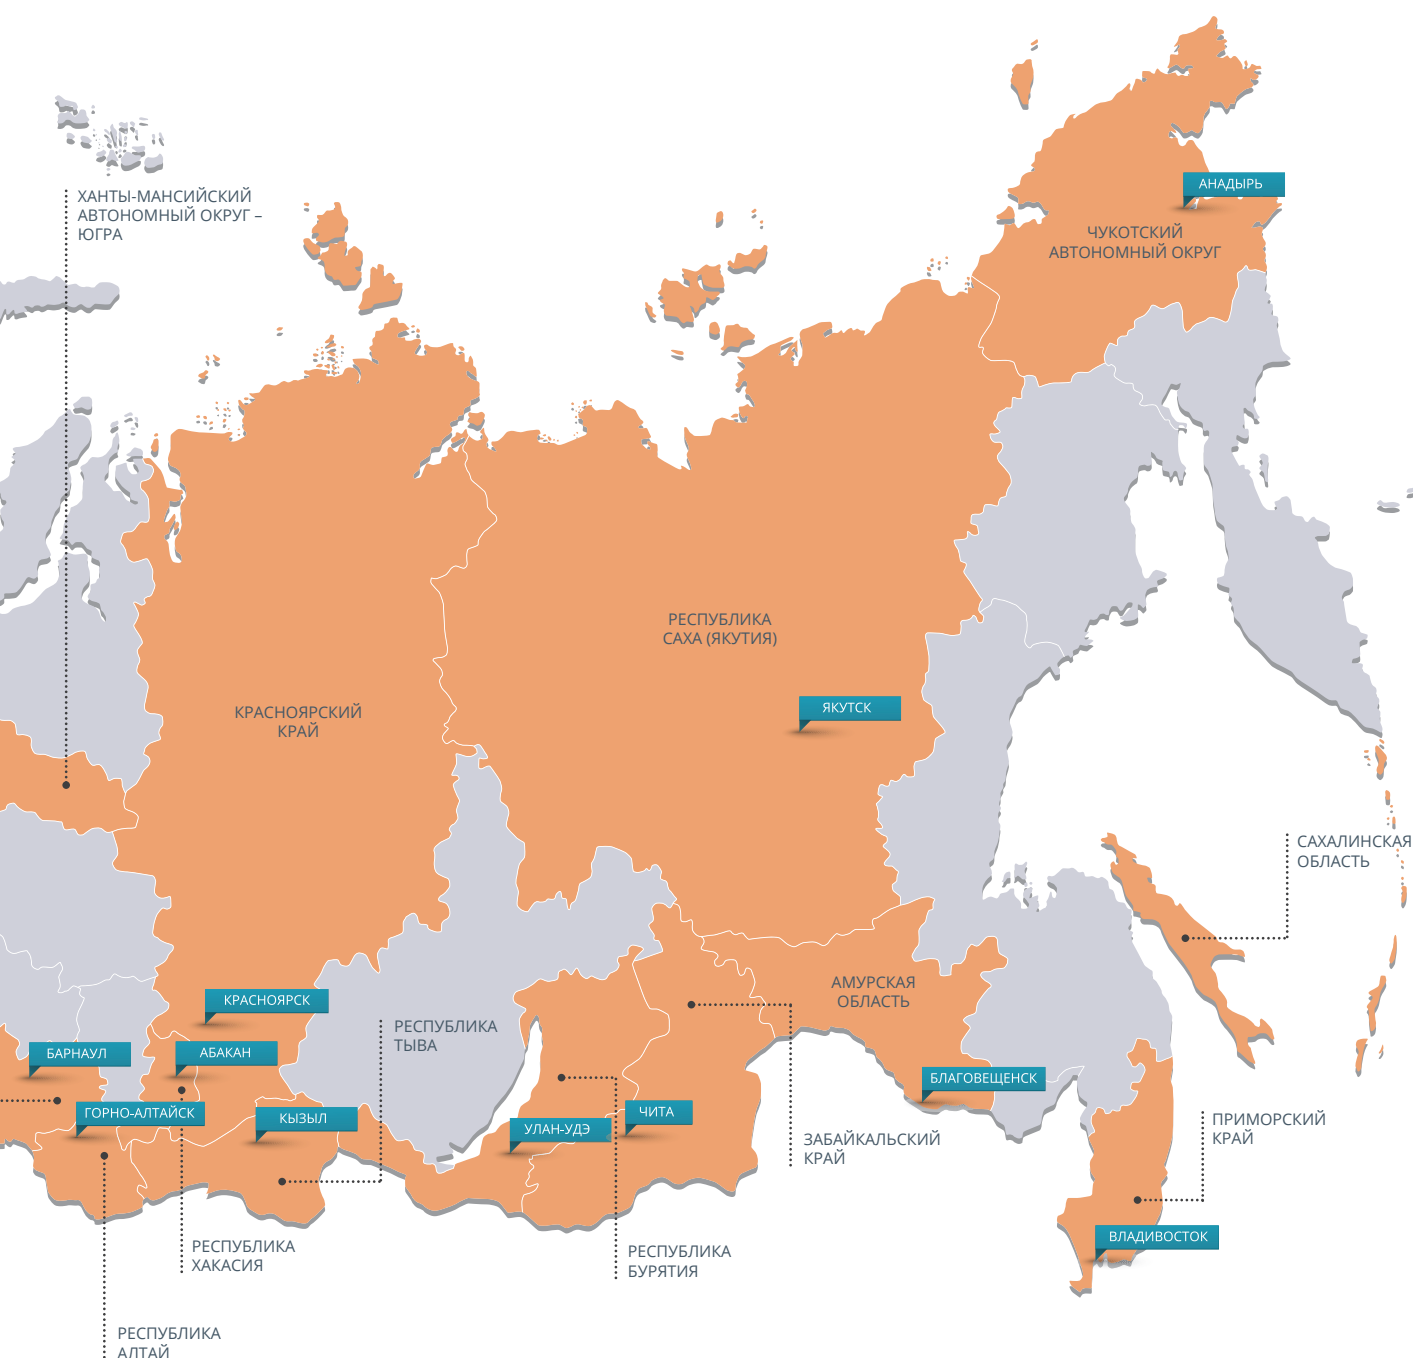 ХАНТЫ-МАНСИЙСКИЙ
АВТОНОМНЫЙ ОКРУГ –
ЮГРА
АНАДЫРЬ
ЧУКОТСКИЙ
АВТОНОМНЫЙ ОКРУГ
РЕСПУБЛИКА
САХА (ЯКУТИЯ)
ЯКУТСК
КРАСНОЯРСКИЙ
КРАЙ
САХАЛИНСКАЯ
ОБЛАСТЬ
АМУРСКАЯ
ОБЛАСТЬ
КРАСНОЯРСК
РЕСПУБЛИКА
ТЫВА
БАРНАУЛ
АБАКАН
БЛАГОВЕЩЕНСК
ГОРНО-АЛТАЙСК
КЫЗЫЛ
ЧИТА
УЛАН-УДЭ
ЗАБАЙКАЛЬСКИЙ
КРАЙ
ПРИМОРСКИЙ
КРАЙ
ВЛАДИВОСТОК
РЕСПУБЛИКА
ХАКАСИЯ
РЕСПУБЛИКА
БУРЯТИЯ
РЕСПУБЛИКА
АЛТАЙ